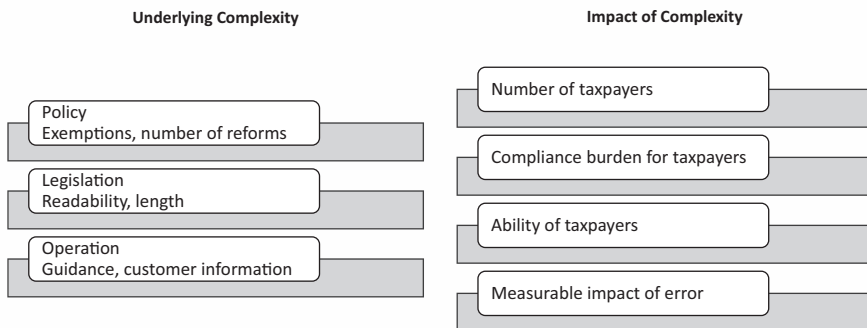 Underlying Complexity
Policy
Exemptions, number of reforms
Legislation
Readability, length
Operation
Guidance, customer information
Impact of Complexity
Number of taxpayers
Compliance burden for taxpayers
Ability of taxpayers
Measurable impact of error